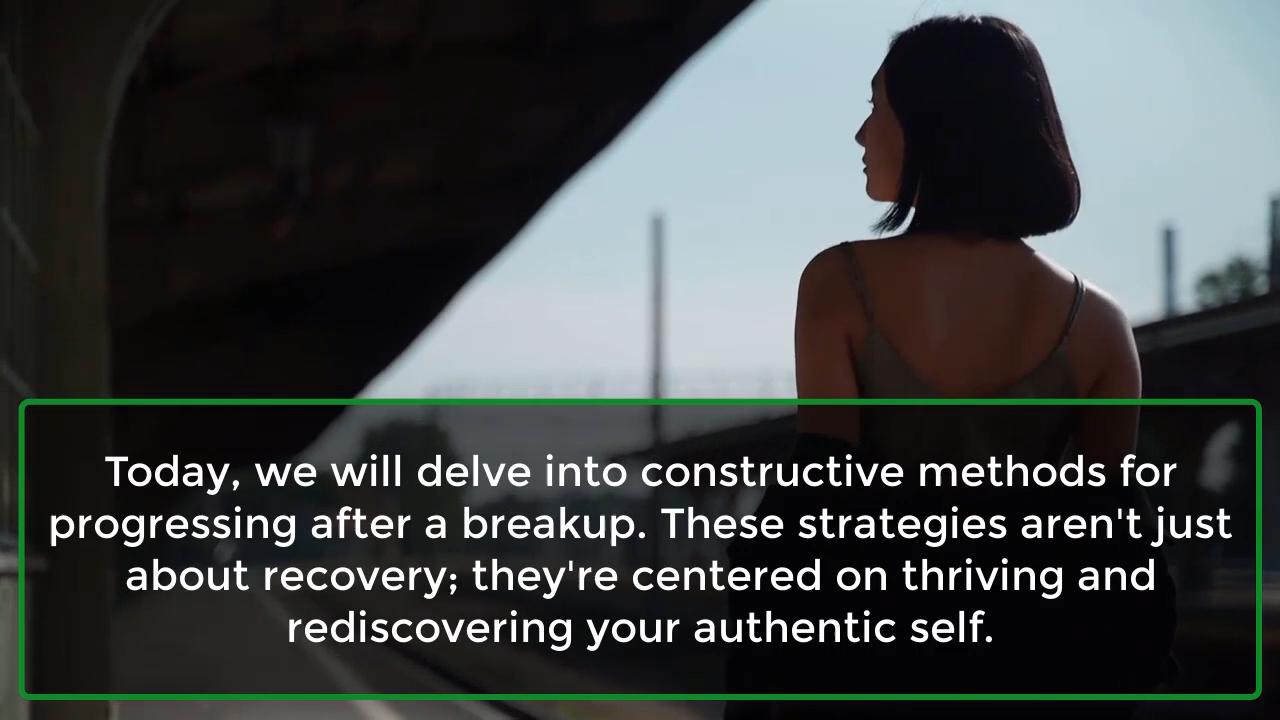 Today, we will delve into constructive methods for
progressing after a breakup. These strategies aren't just
about recovery; they're centered on thriving and
rediscovering your authentic self.